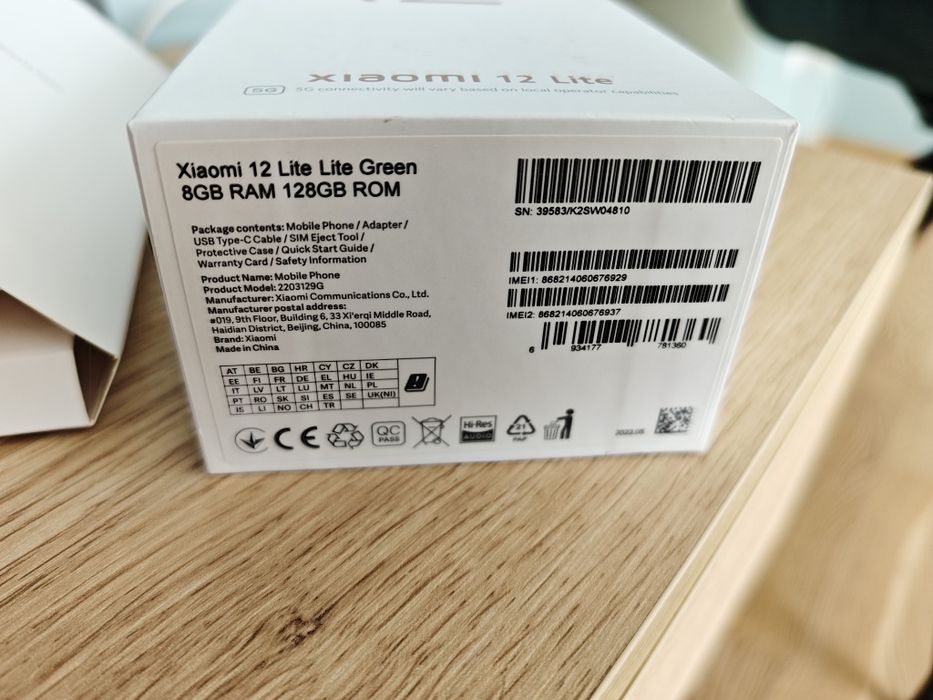 xiaomi 12 Lite
5G 5G connectivity will vary based on local operator capabilities
Xiaomi 12 Lite Lite Green
8GB RAM 128GB ROM
Package contents: Mobile Phone / Adapter /
USB Type-C Cable / SIM Eject Tool /
Protective Case / Quick Start Guide /
Warranty Card / Safety Information
Product Name: Mobile Phone
Product Model: 2203129G
Manufacturer: Xiaomi Communications Co., Ltd.
Manufacturer postal address:
#019, 9th Floor, Building 6, 33 Xi'erqi Middle Road,
Haidian District, Beijing, China, 100085
Brand: Xiaomi
Made in China
SN: 39583/K2SW04810
IMEI1: 868214060676929
IMEI2: 868214060676937
6 934177 781360
AT BE BG HR CY CZ DK
EE FI FR DE EL HU IE
IT LV LT LU MT NL PL
PT RO SK SI ES SE UK(NI)
IS LI NO CH TR
CE
QC
PASS
Hi-Res
AUDIO
21
PAP